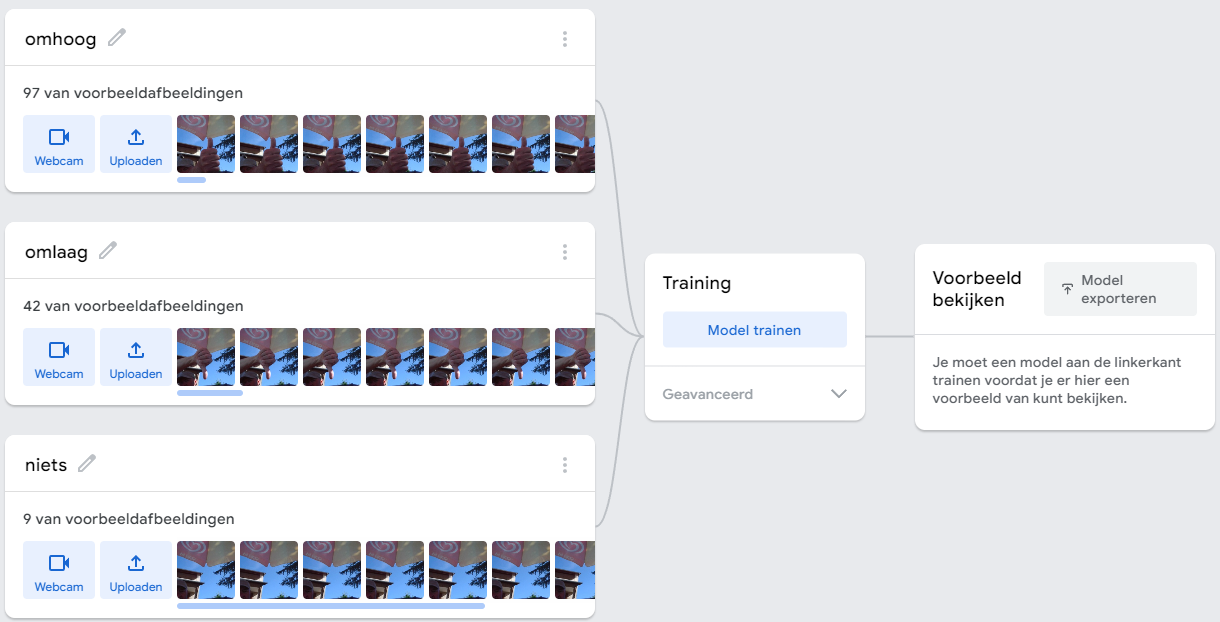 omhoog
97 van voorbeeldafbeeldingen
Webcam
Uploaden
omlaag
42 van voorbeeldafbeeldingen
Webcam
Uploaden
niets
9 van voorbeeldafbeeldingen
Webcam
Uploaden
Training
Model trainen
Geavanceerd
Voorbeeld
bekijken
Model
exporteren
Je moet een model aan de linkerkant
trainen voordat je er hier een
voorbeeld van kunt bekijken.